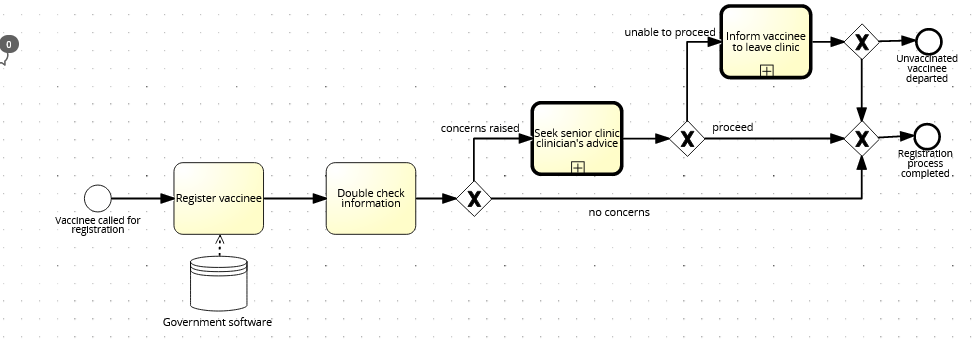 0
unable to proceed
Inform vaccinee
to leave clinic
X
Unvaccinated
vaccinee
departed
concerns raised
Seek senior clinic
clinician's advice
X
proceed
X
Registration
process
completed
Vaccinee called for
registration
Register vaccinee
Double check
information
X
no concerns
Government software